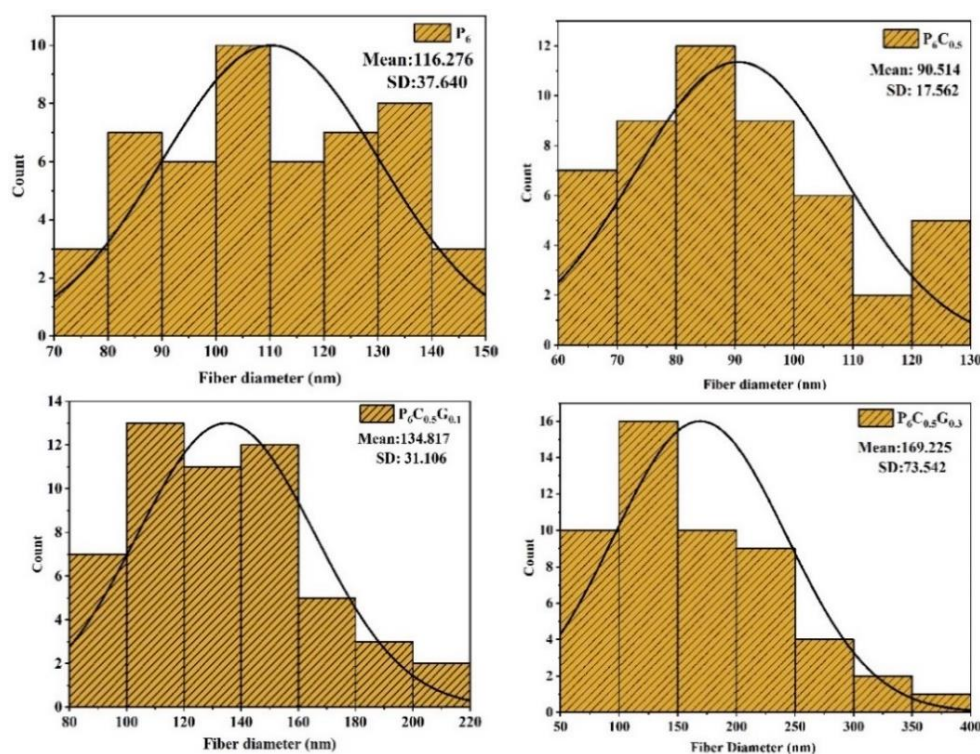 P6
Mean:116.276
SD:37.640
10
8
6
4
2
0
Count
70 80 90 100 110 120 130 140 150
Fiber diameter (nm)
P6C0.5
Mean: 90.514
SD: 17.562
12
10
8
6
4
2
0
Count
60 70 80 90 100 110 120 130
Fiber diameter (nm)
P6C0.5G0.1
Mean:134.817
SD: 31.106
14
12
10
8
6
4
2
0
Count
80 100 120 140 160 180 200 220
Fiber diameter (nm)
P6C0.5G0.3
Mean:169.225
SD:73.542
16
14
12
10
8
6
4
2
0
Count
50 100 150 200 250 300 350 400
Fiber Diameter (nm)